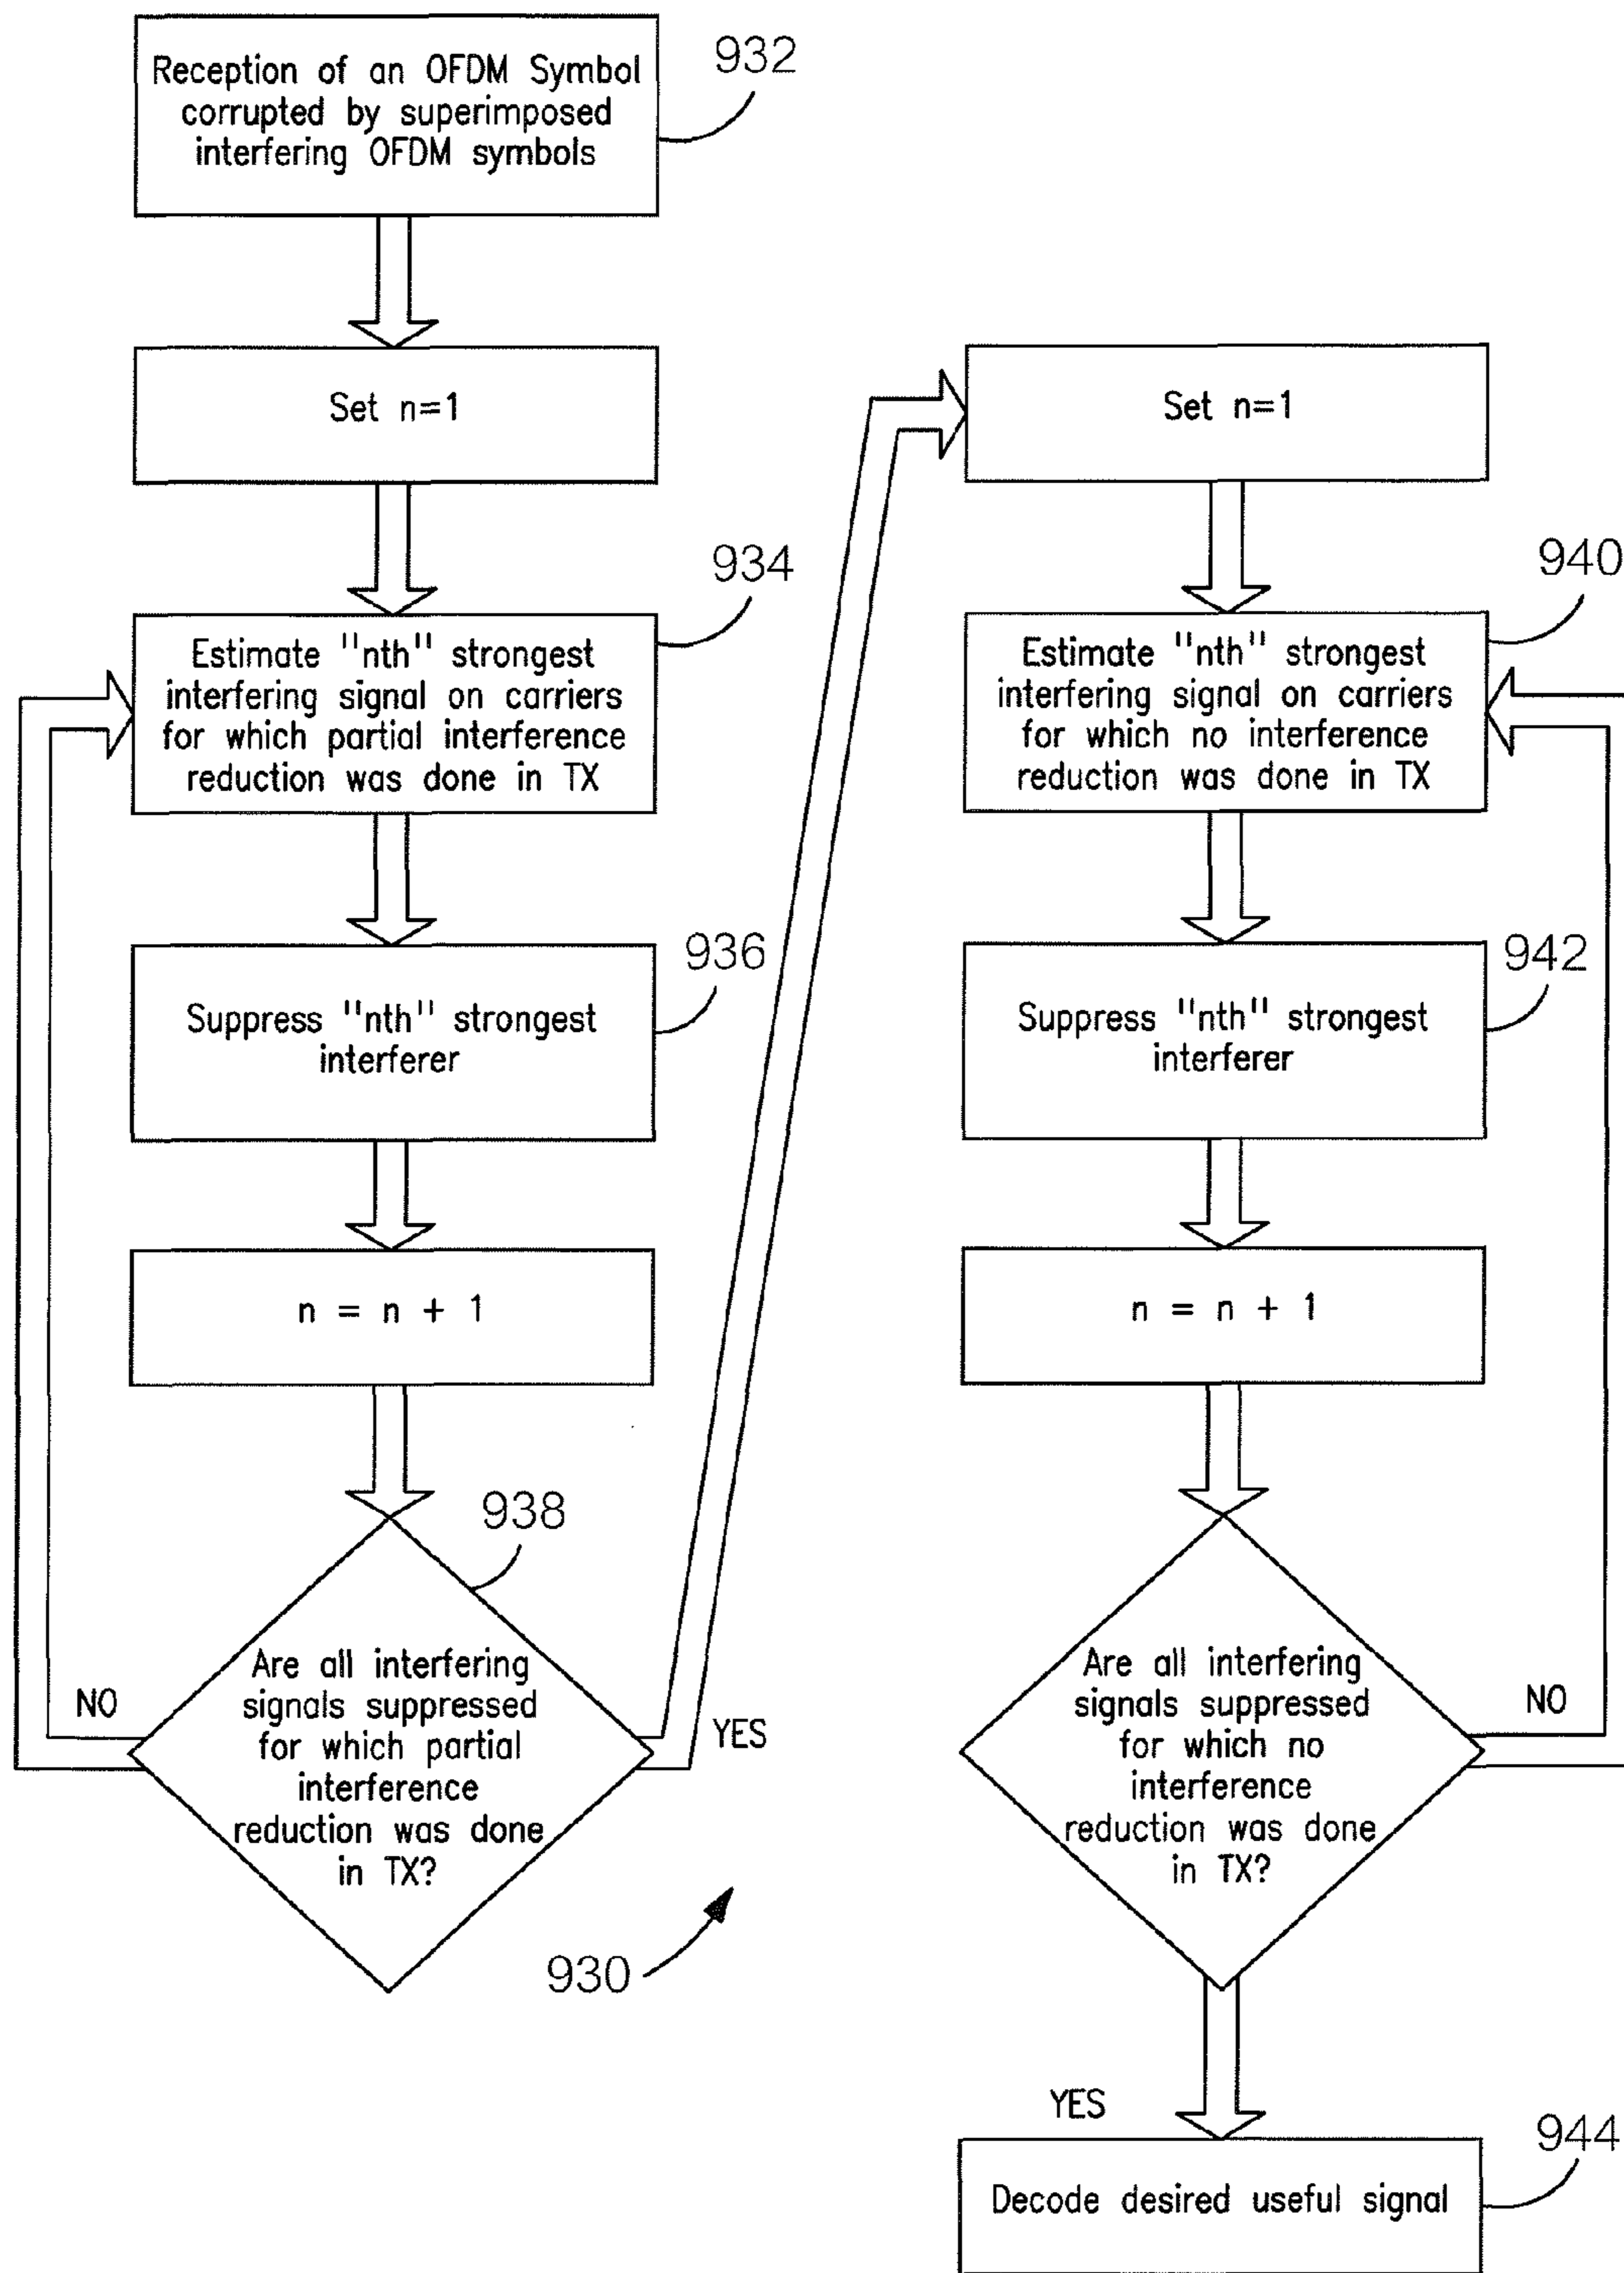 Reception of an OFDM Symbol
corrupted by superimposed
interfering OFDM symbols
932
Set n=1
934
Estimate "nth" strongest
interfering signal on carriers
for which partial interference
reduction was done in TX
936
Suppress "nth" strongest
interferer
n = n + 1
938
Are all interfering
signals suppressed
for which partial
interference
reduction was done
in TX?
NO
YES
930
Set n=1
940
Estimate "nth" strongest
interfering signal on carriers
for which no interference
reduction was done in TX
942
Suppress "nth" strongest
interferer
n = n + 1
Are all interfering
signals suppressed
for which no
interference
reduction was done
in TX?
NO
YES
944
Decode desired useful signal